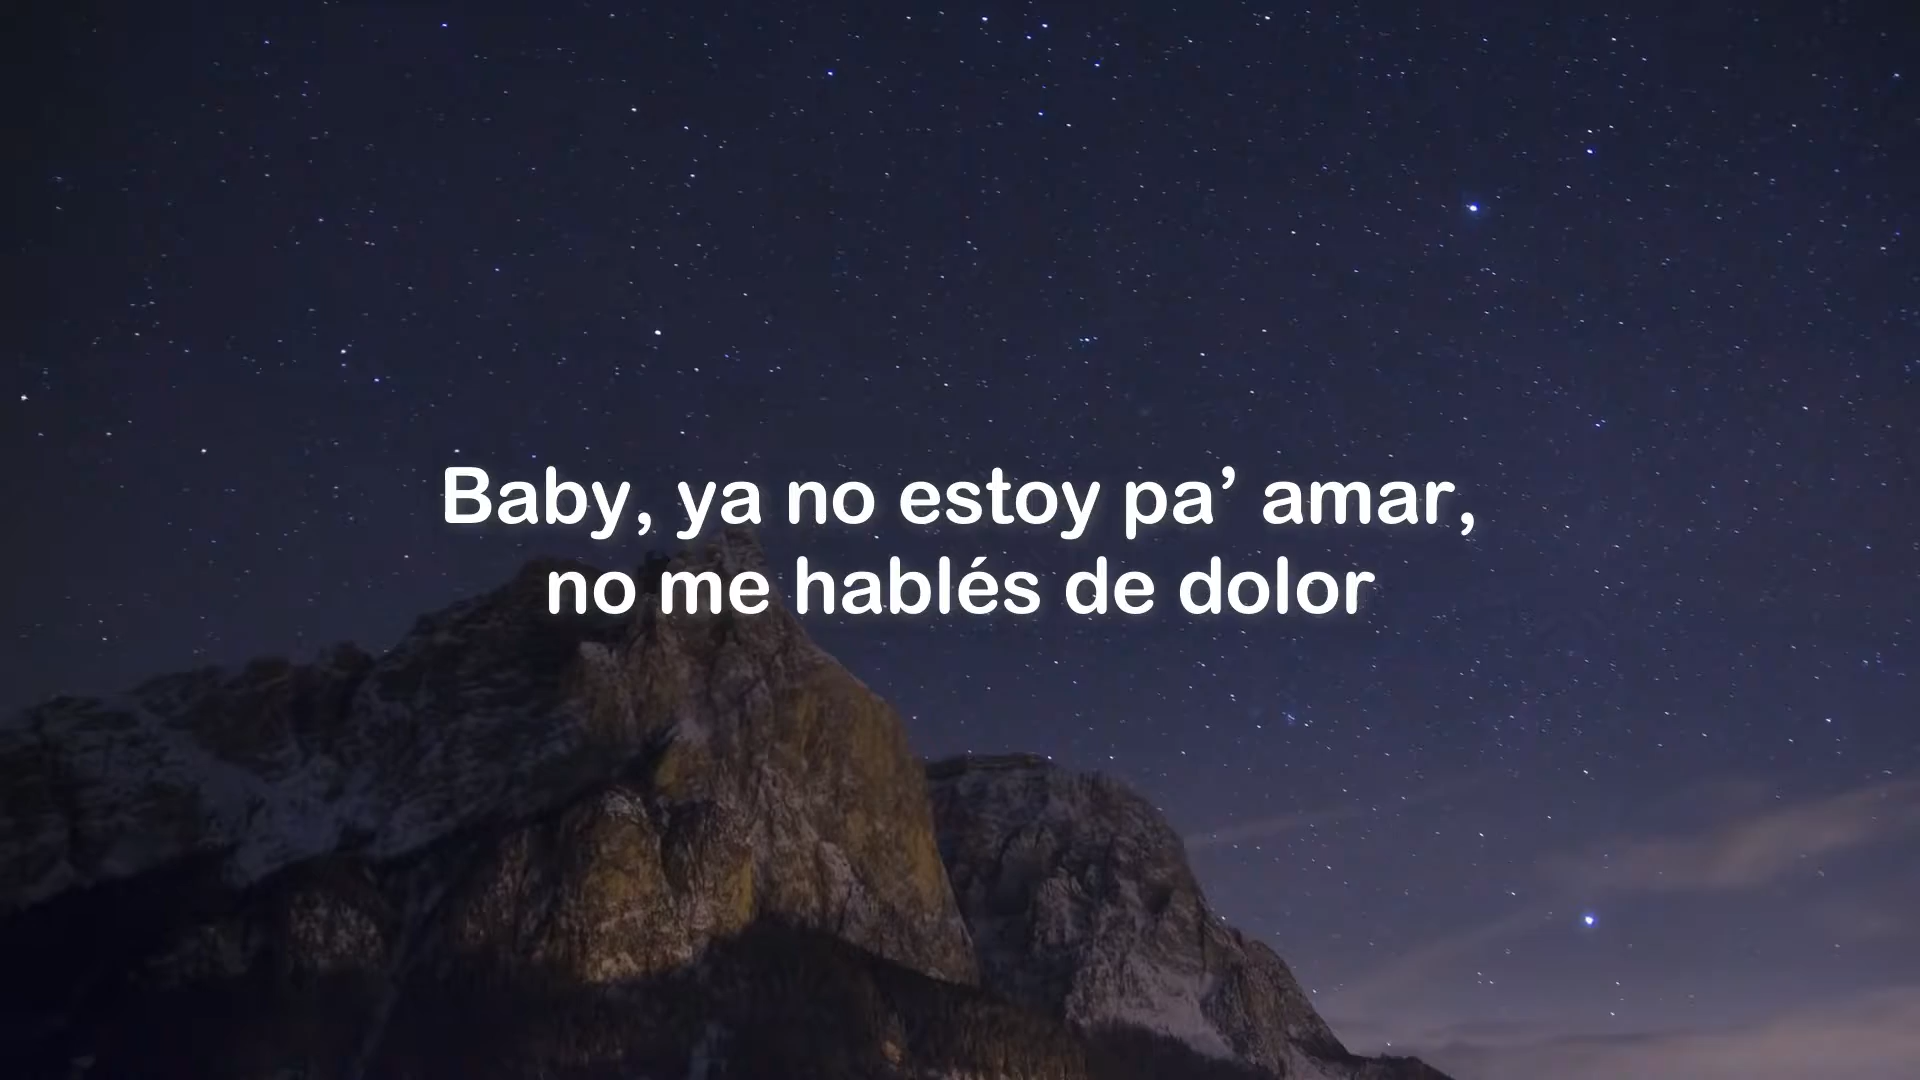 Baby, ya no estoy pa’ amar,
no me hablés de dolor